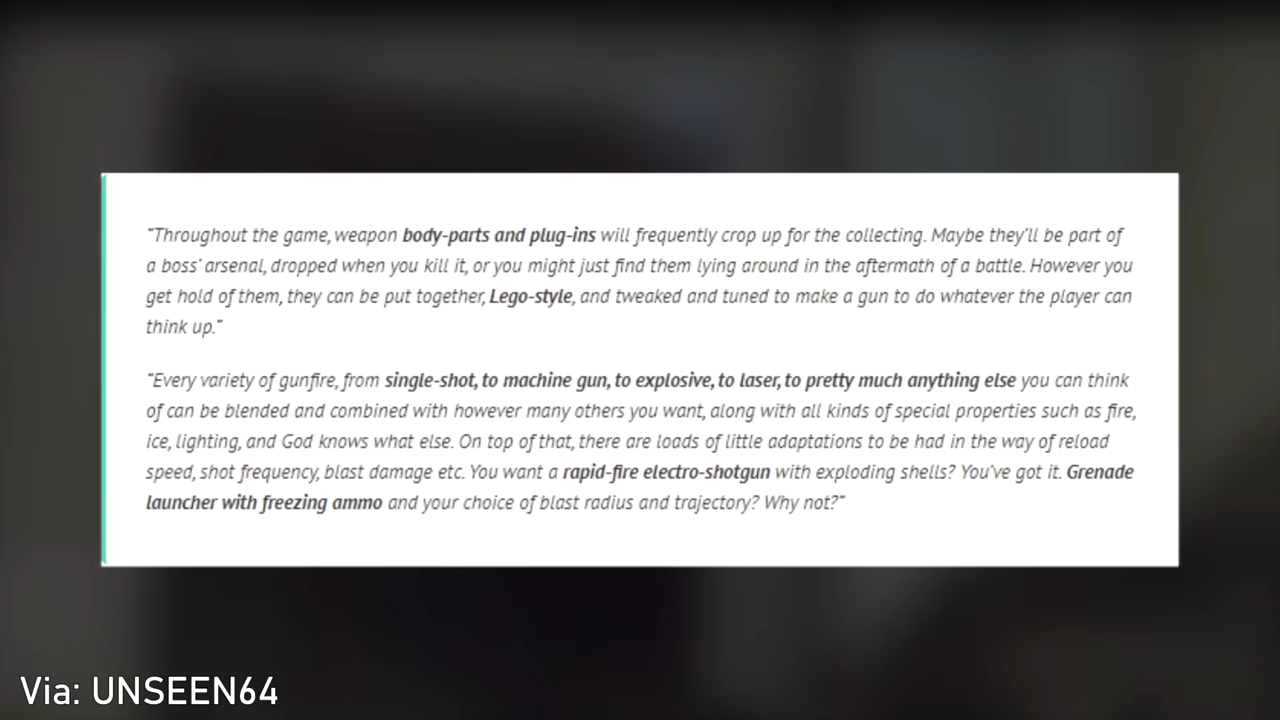 "Throughout the game, weapon body-parts and plug-ins will frequently crop up for the collecting. Maybe they'll be part of
a boss' arsenal, dropped when you kill it, or you might just find them lying around in the aftermath of a battle. However you
get hold of them, they can be put together, Lego-style, and tweaked and tuned to make a gun to do whatever the player can
think up."
"Every variety of gunfire, from single-shot, to machine gun, to explosive, to laser, to pretty much anything else you can think
of can be blended and combined with however many others you want, along with all kinds of special properties such as fire,
ice, lighting, and God knows what else. On top of that, there are loads of little adaptations to be had in the way of reload
speed, shot frequency, blast damage etc. You want a rapid-fire electro-shotgun with exploding shells? You've got it. Grenade
launcher with freezing ammo and your choice of blast radius and trajectory? Why not?"
Via: UNSEEN64